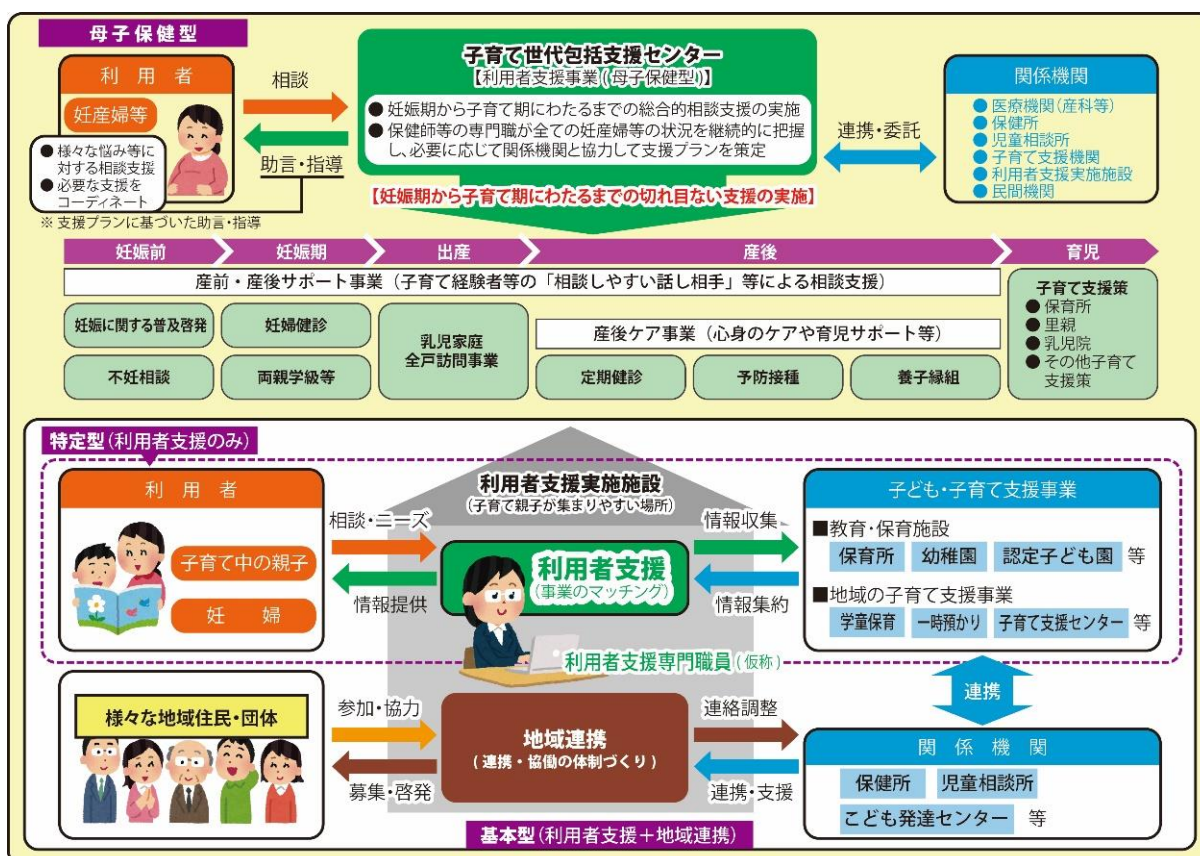 母子保健型
利用者
妊産婦等
● 様々な悩み等に
対する相談支援
● 必要な支援を
コーディネート
※ 支援プランに基づいた助言・指導
相談
助言・指導
子育て世代包括支援センター
【利用者支援事業(母子保健型)】
● 妊娠期から子育て期にわたるまでの総合的相談支援の実施
● 保健師等の専門職が全ての妊産婦等の状況を継続的に把握
し、必要に応じて関係機関と協力して支援プランを策定
【妊娠期から子育て期にわたるまでの切れ目ない支援の実施】
連携・委託
関係機関
● 医療機関(産科等)
● 保健所
● 児童相談所
● 子育て支援機関
● 利用者支援実施施設
● 民間機関
妊娠前
妊娠期
出産
産後
育児
産前・産後サポート事業(子育て経験者等の「相談しやすい話し相手」等による相談支援)
妊娠に関する普及啓発
妊婦健診
不妊相談
両親学級等
乳児家庭
全戸訪問事業
産後ケア事業(心身のケアや育児サポート等)
定期健診
予防接種
養子縁組
子育て支援策
● 保育所
● 里親
● 乳児院
● その他子育て
支援策
特定型(利用者支援のみ)
利用者
子育て中の親子
妊婦
相談・ニーズ
情報提供
利用者支援実施施設
(子育て親子が集まりやすい場所)
利用者支援
(事業のマッチング)
利用者支援専門職員(仮称)
情報収集
情報集約
子ども・子育て支援事業
■教育・保育施設
保育所 幼稚園 認定子ども園 等
■地域の子育て支援事業
学童保育 一時預かり 子育て支援センター 等
連携
様々な地域住民・団体
参加・協力
募集・啓発
地域連携
(連携・協働の体制づくり)
連絡調整
連携・支援
関係機関
保健所 児童相談所
こども発達センター 等
基本型(利用者支援+地域連携)